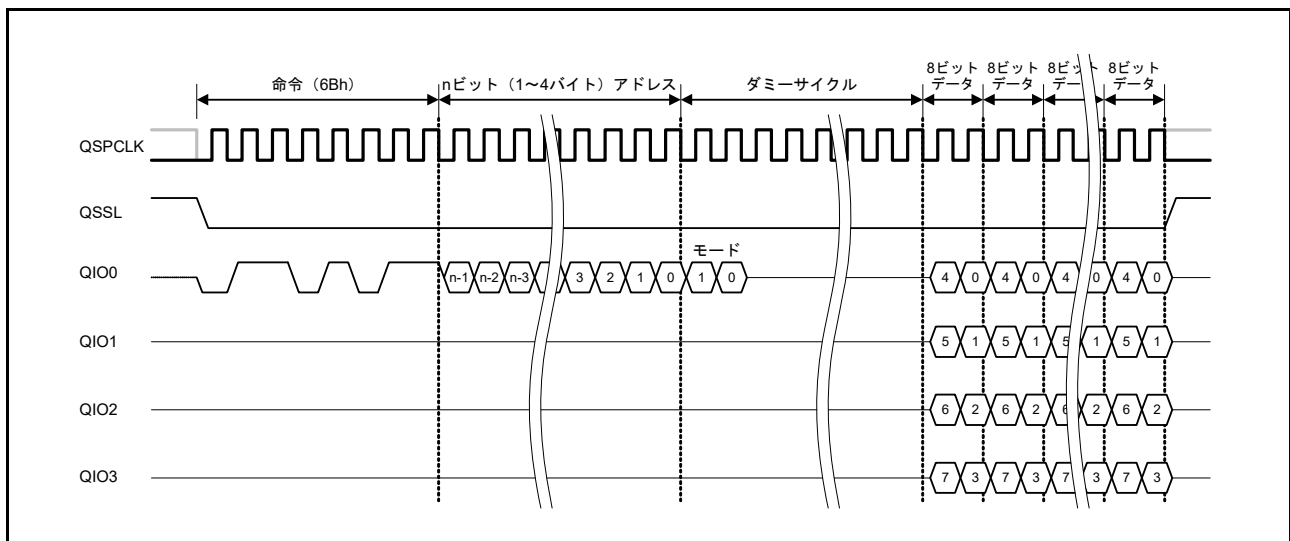 8ビット 8ビット 8ビット 8ビット
命令（6Bh） nビット（1～4バイト）アドレス ダミーサイクル データ データ データ データ
QSPCLK
QSSL
モード
QIO0 n-1 n-2 n-3 3 2 1 0 1 0 4 0 4 0 4 0 4 0
QIO1 5 1 5 1 5 1 5 1
QIO2 6 2 6 2 6 2 6 2
QIO3 7 3 7 3 7 3 7 3